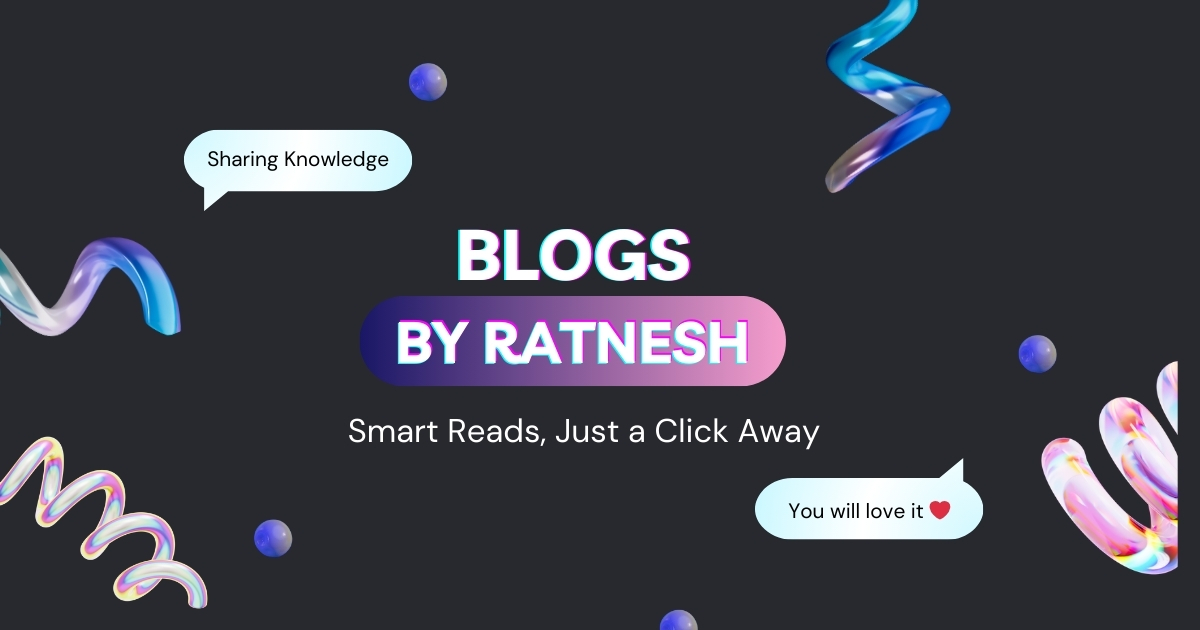 Sharing Knowledge
BLOGS
BY RATNESH
Smart Reads, Just a Click Away
You will love it ❤️